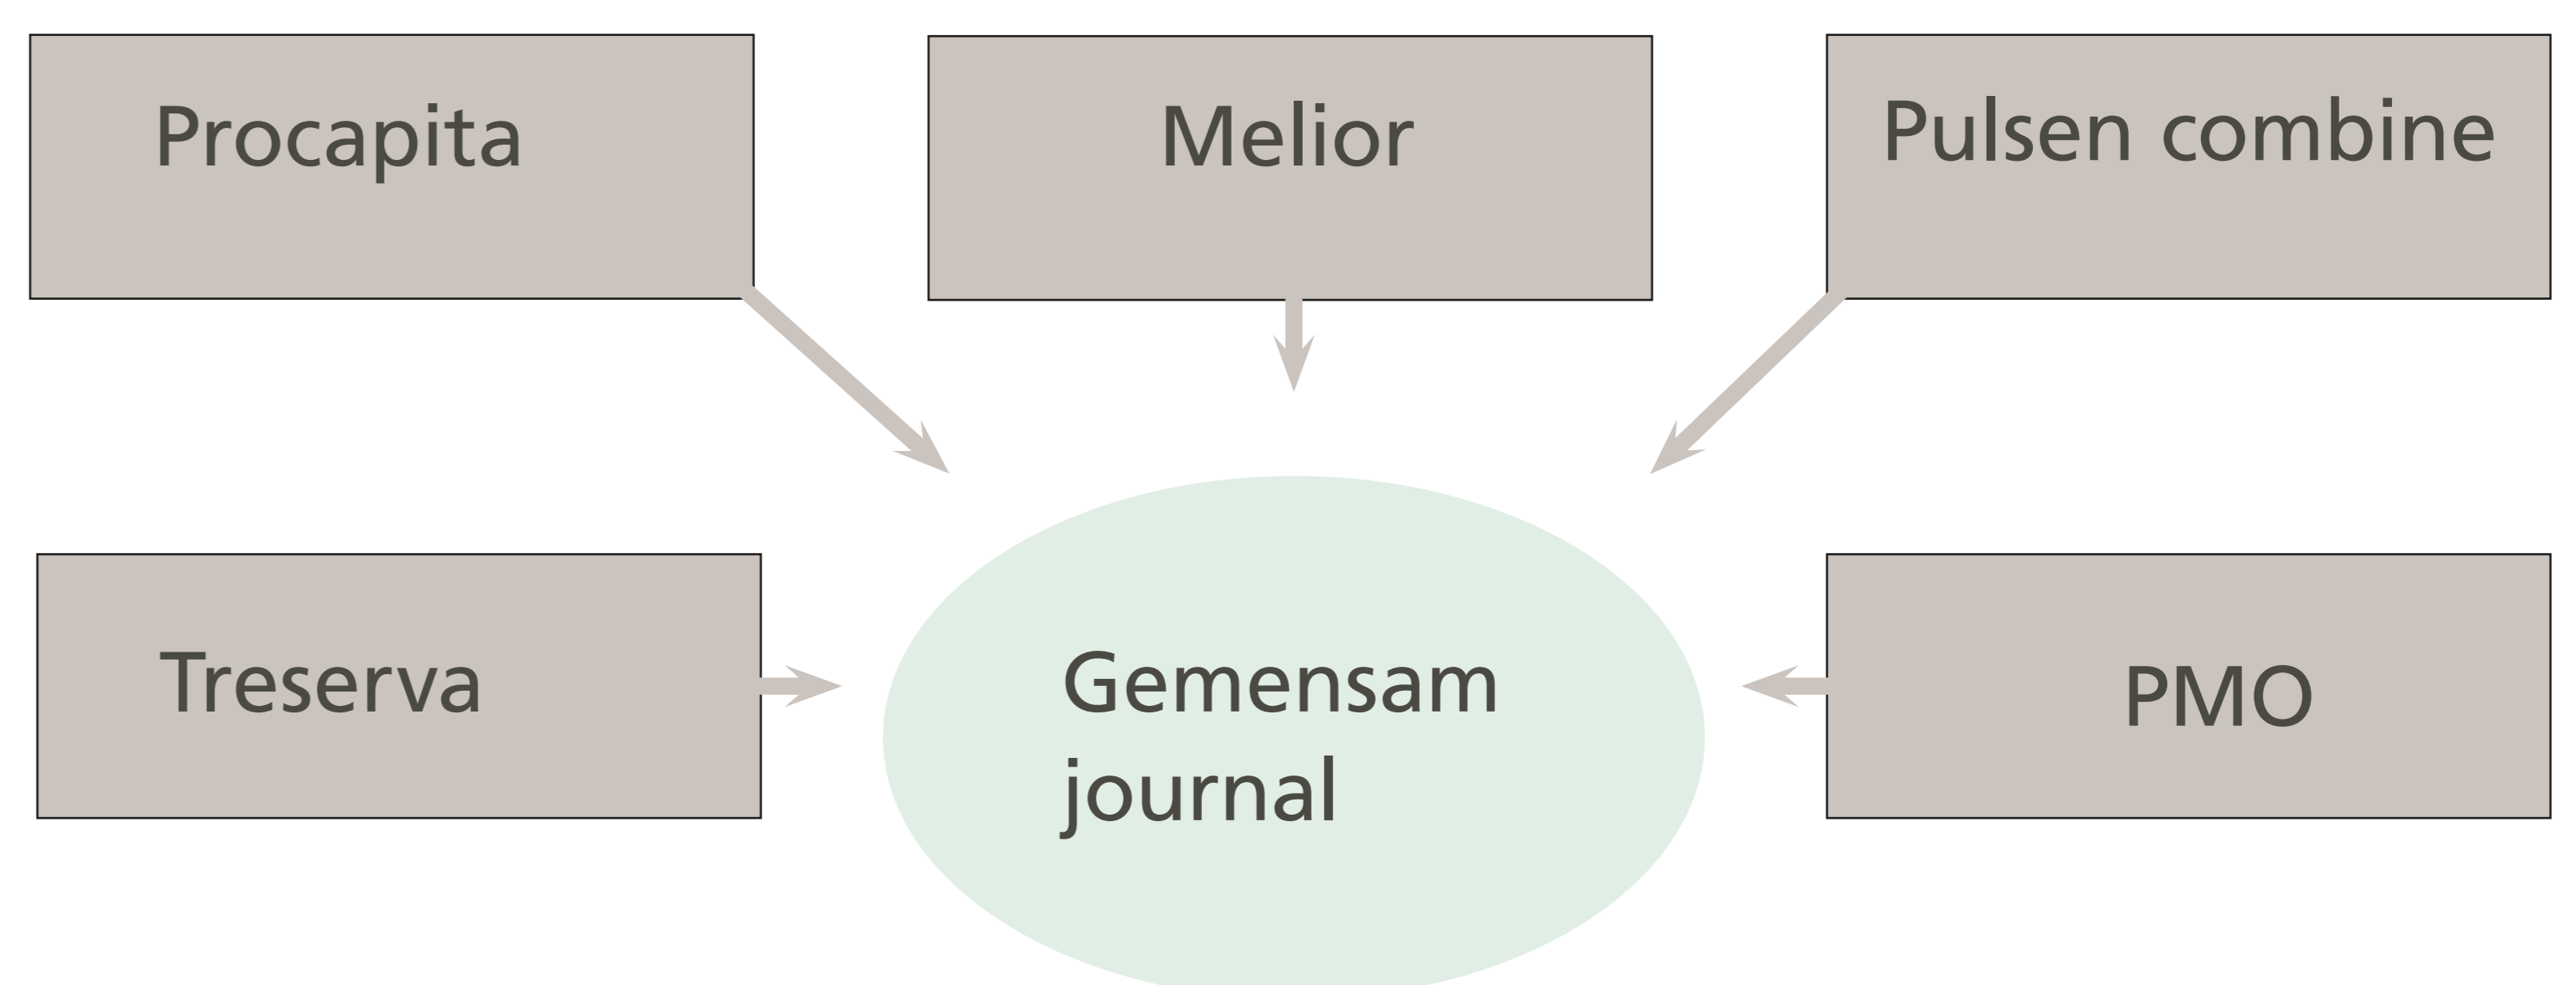 Procapita
Melior
Pulsen combine
Treserva
Gemensam
journal
PMO